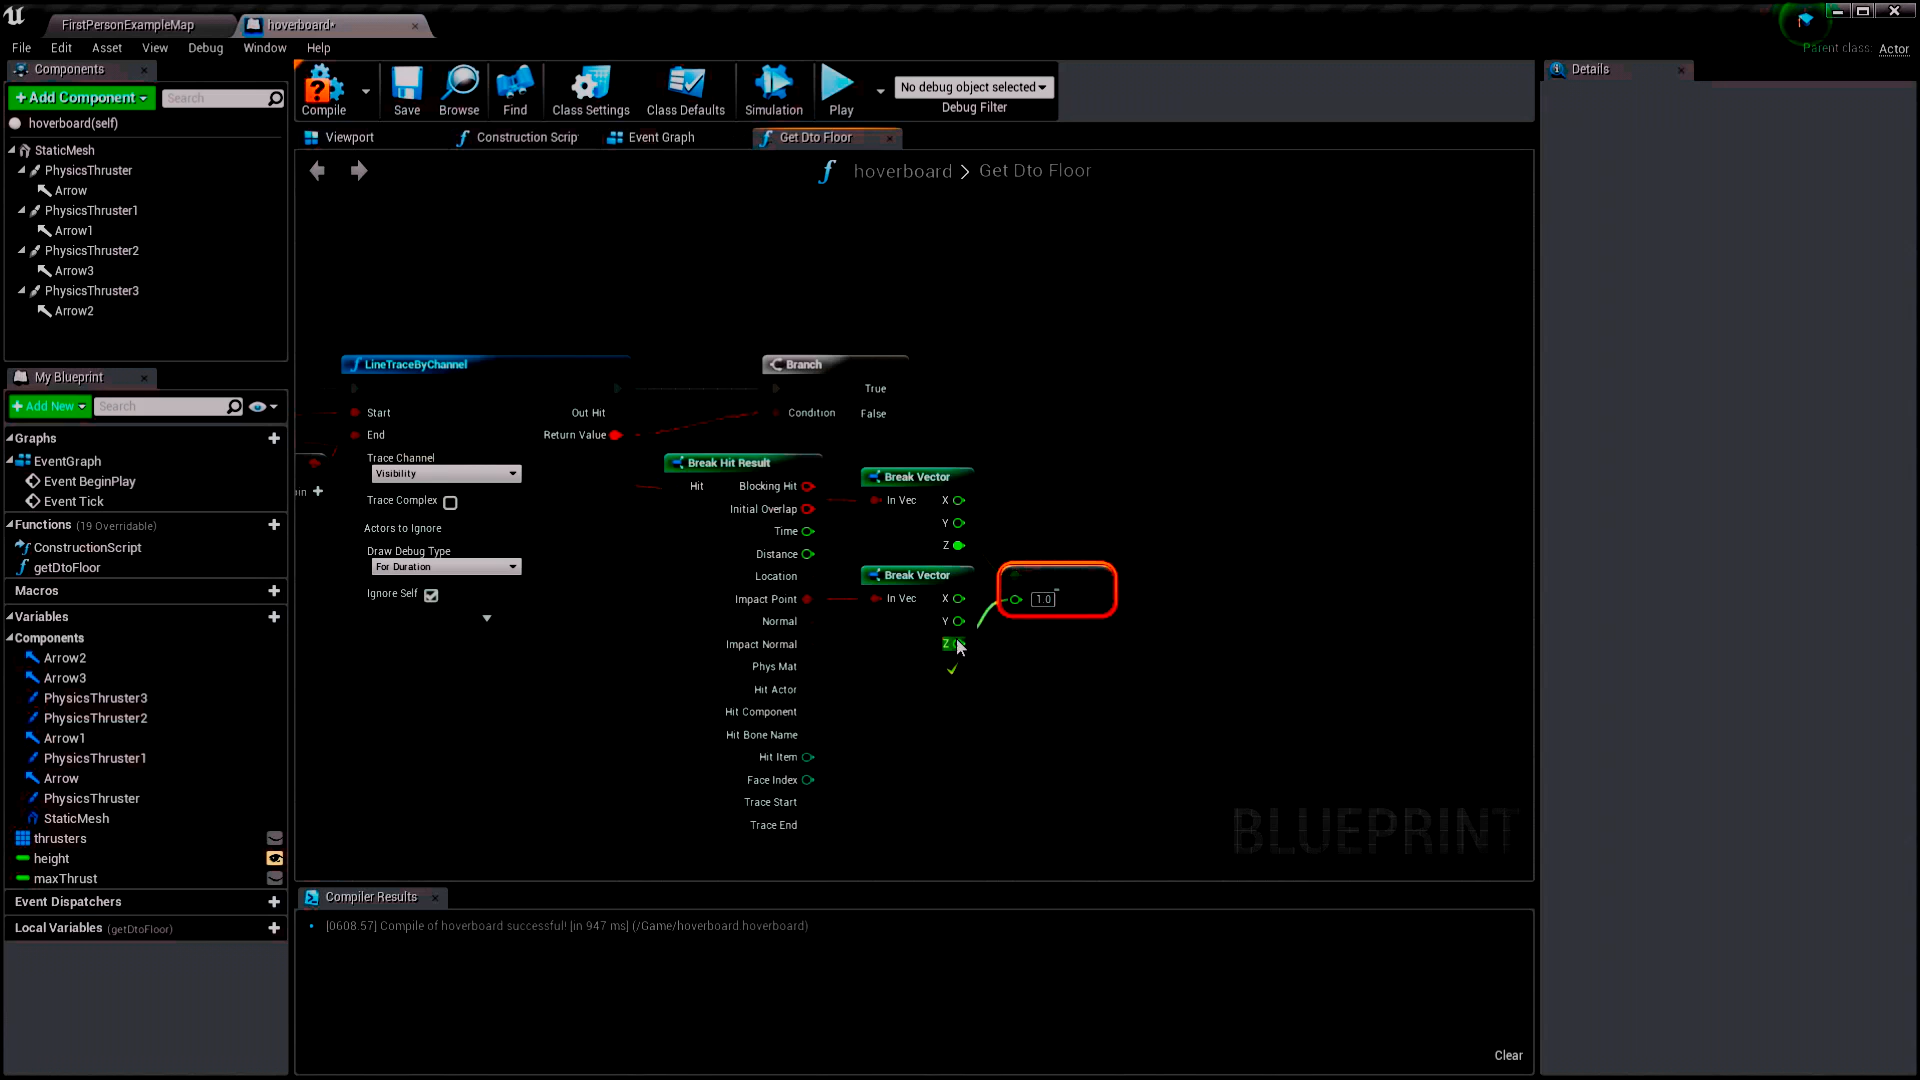 FirstPersonExampleMap
hoverboard*
File Edit Asset View Debug Window Help
Parent class: Actor
Components
+ Add Component
Search
hoverboard(self)
StaticMesh
PhysicsThruster
Arrow
PhysicsThruster1
Arrow1
PhysicsThruster2
Arrow3
PhysicsThruster3
Arrow2
My Blueprint
+ Add New
Search
Graphs
EventGraph
Event BeginPlay
Event Tick
Functions (19 Overridable)
ConstructionScript
getDtoFloor
Macros
Variables
Components
Arrow2
Arrow3
PhysicsThruster3
PhysicsThruster2
Arrow1
PhysicsThruster1
Arrow
PhysicsThruster
StaticMesh
thrusters
height
maxThrust
Event Dispatchers
Local Variables (getDtoFloor)
Compile
Save
Browse
Find
Class Settings
Class Defaults
Simulation
Play
No debug object selected
Debug Filter
Viewport
Construction Scrip
Event Graph
Get Dto Floor
hoverboard > Get Dto Floor
LineTraceByChannel
Start
Out Hit
End
Return Value
Trace Channel
Visibility
Trace Complex
Actors to Ignore
Draw Debug Type
For Duration
Ignore Self
in +
Branch
True
Condition
False
Break Hit Result
Hit
Blocking Hit
Initial Overlap
Time
Distance
Location
Impact Point
Normal
Impact Normal
Phys Mat
Hit Actor
Hit Component
Hit Bone Name
Hit Item
Face Index
Trace Start
Trace End
Break Vector
In Vec
X
Y
Z
Break Vector
In Vec
X
Y
Z
1.0
BLUEPRINT
Compiler Results
[0608.57] Compile of hoverboard successful! [in 947 ms] (/Game/hoverboard.hoverboard)
Clear
Details